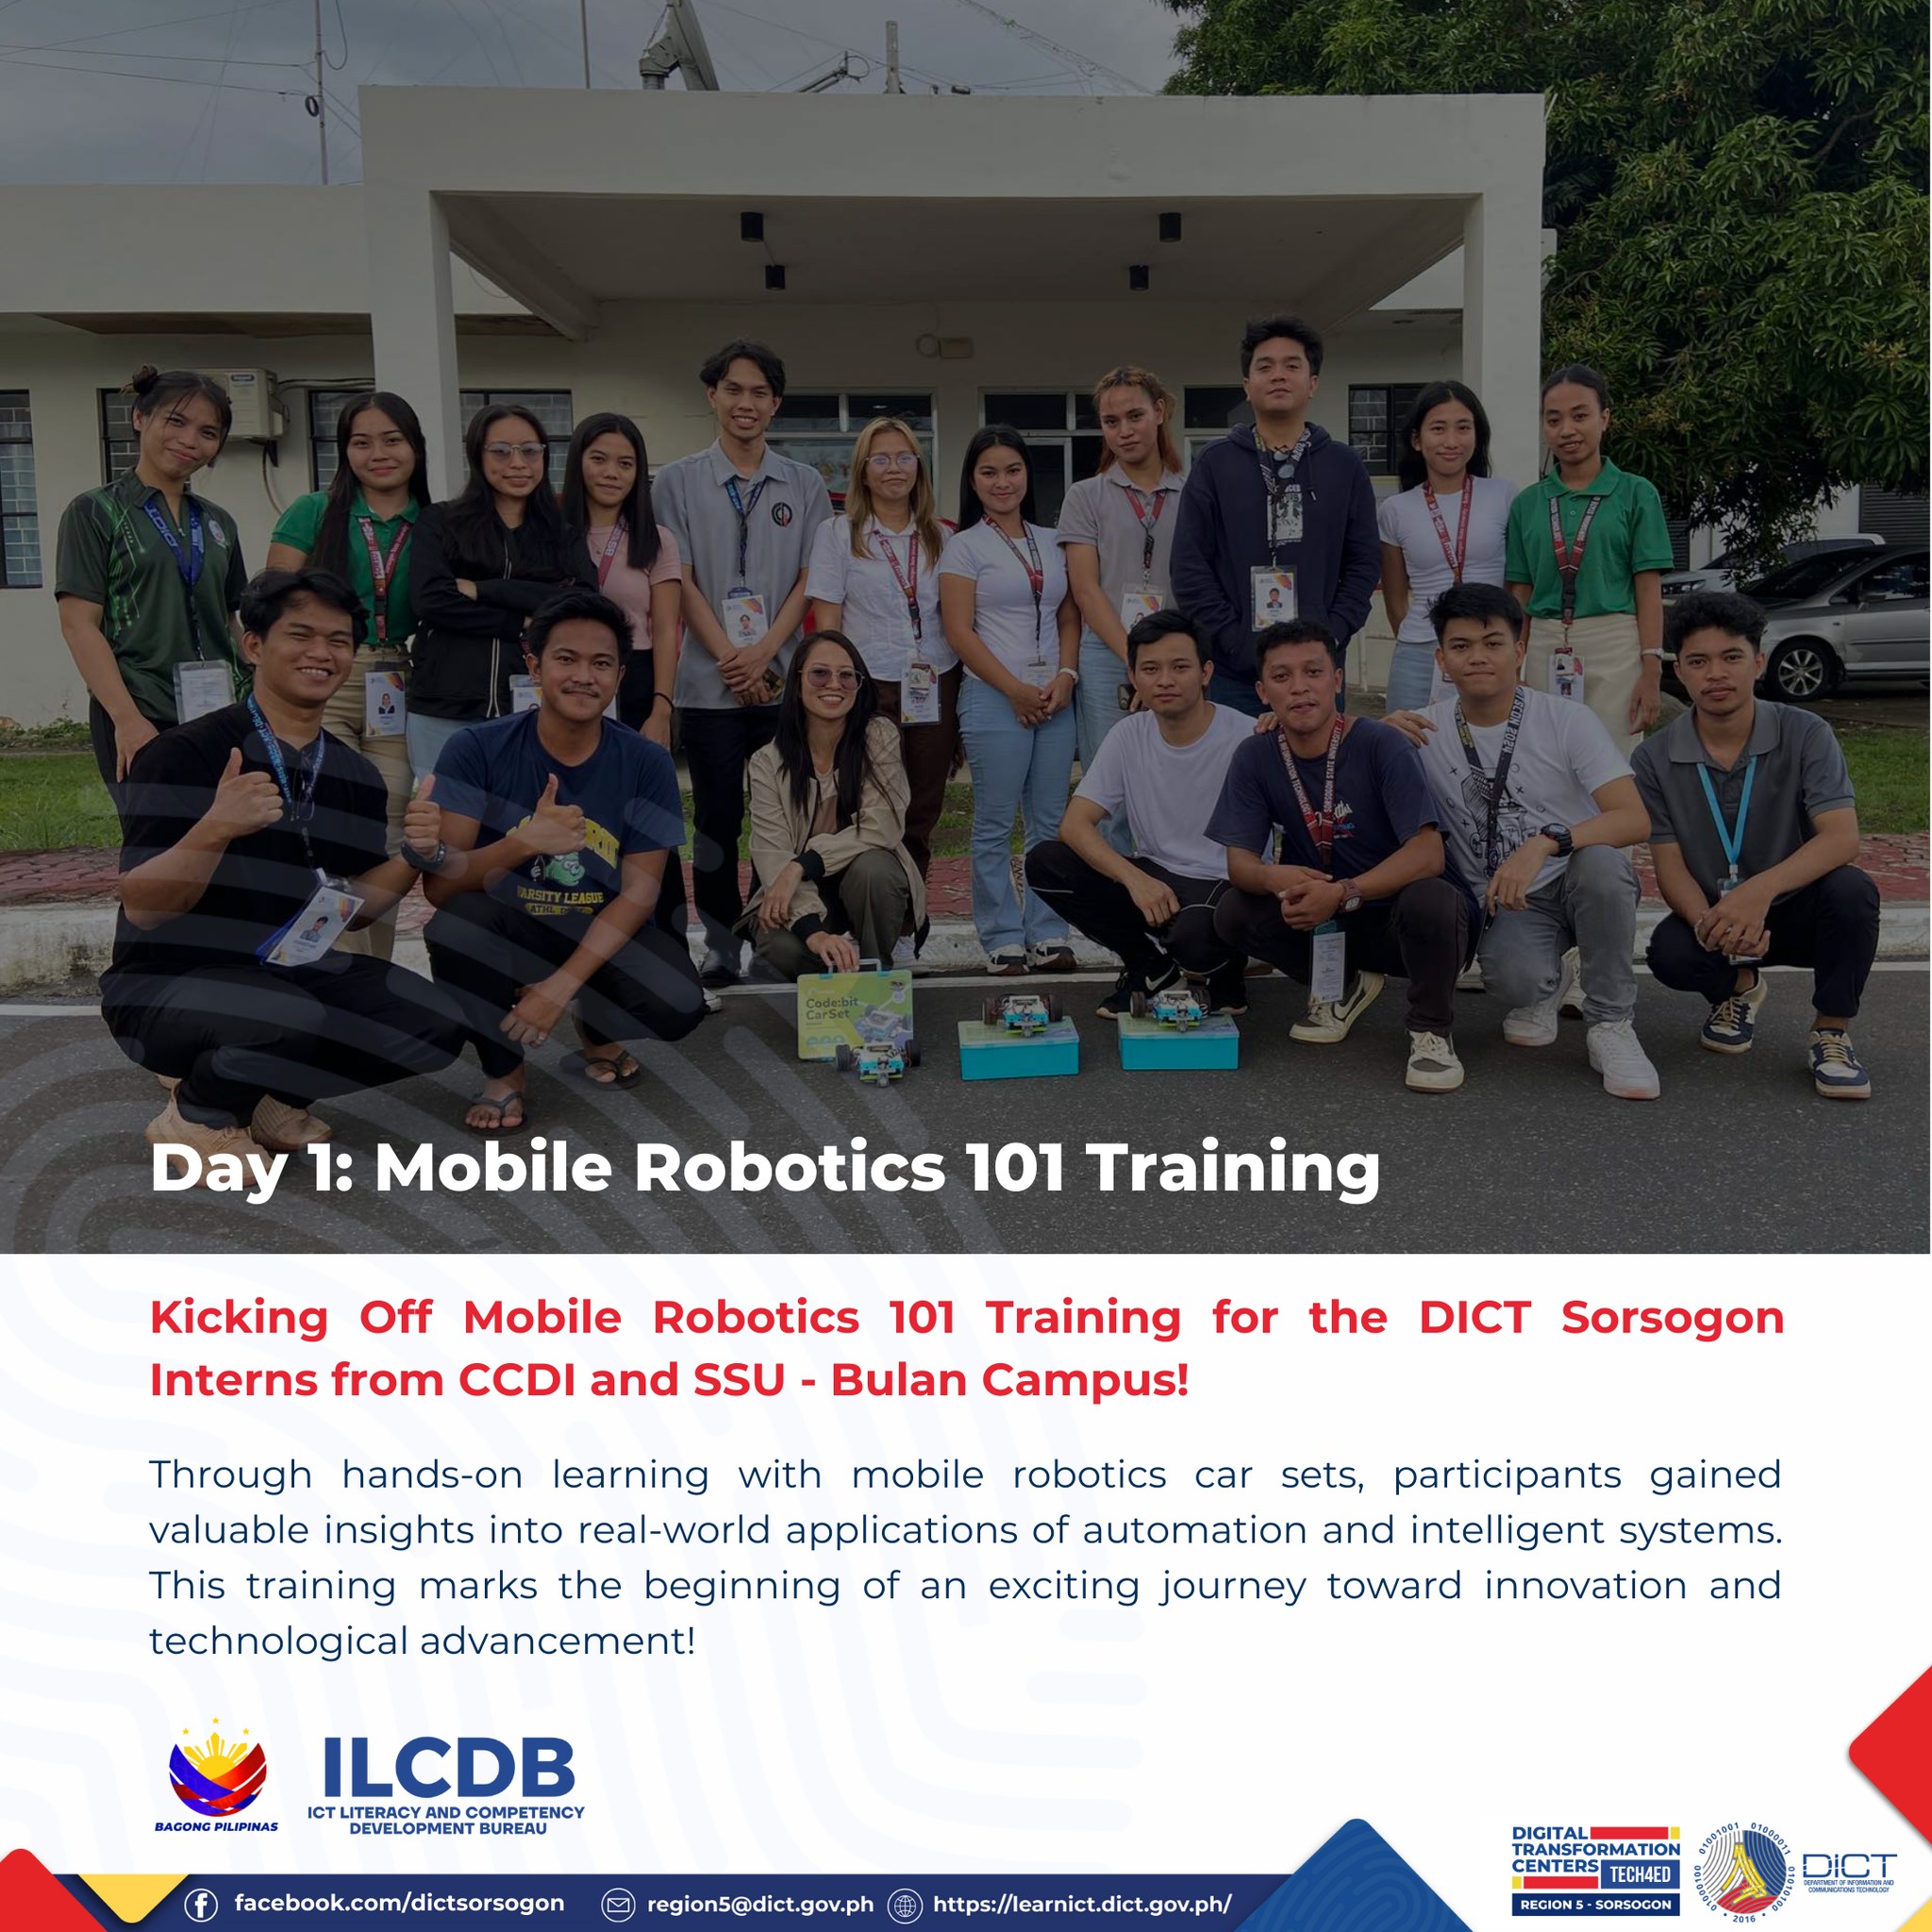 Code:bit
CarSet
VARSITY LEAGUE
Day 1: Mobile Robotics 101 Training
Kicking Off Mobile Robotics 101 Training for the DICT Sorsogon
Interns from CCDI and SSU - Bulan Campus!
Through hands-on learning with mobile robotics car sets, participants gained
valuable insights into real-world applications of automation and intelligent systems.
This training marks the beginning of an exciting journey toward innovation and
technological advancement!
BAGONG PILIPINAS
ILCDB
ICT LITERACY AND COMPETENCY
DEVELOPMENT BUREAU
facebook.com/dictsorsogon
region5@dict.gov.ph
https://learnict.dict.gov.ph/
DIGITAL
TRANSFORMATION
CENTERS
TECH4ED
REGION 5 - SORSOGON
2016
DICT
DEPARTMENT OF INFORMATION AND
COMMUNICATIONS TECHNOLOGY